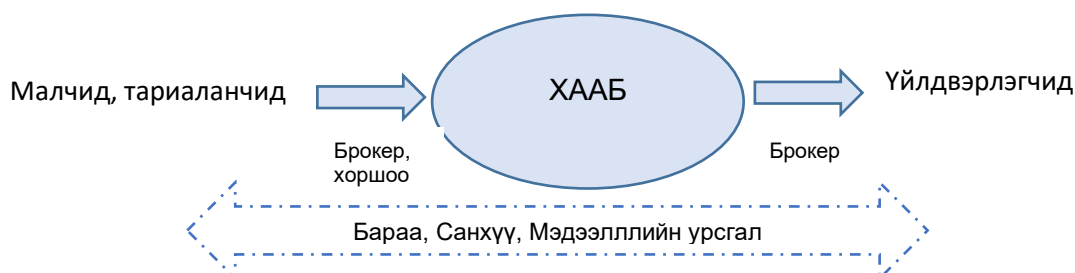 Малчид, тариаланчид
ХААБ
Үйлдвэрлэгчид
Брокер,
хоршоо
Брокер
Бараа, Санхүү, Мэдээлллийн урсгал